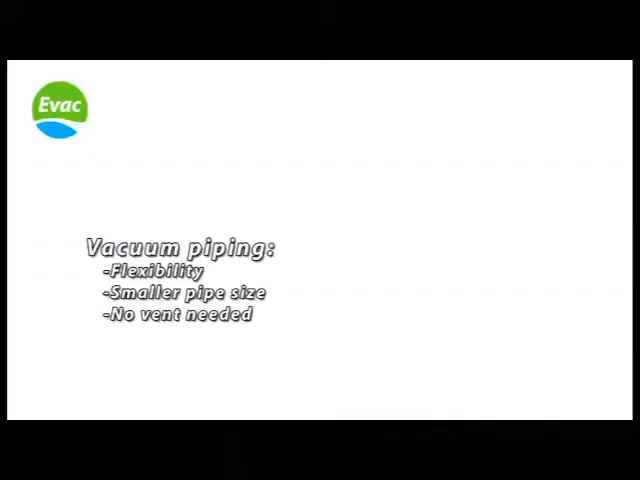 Evac
Vacuum piping:
-Flexibility
-Smaller pipe size
-No vent needed